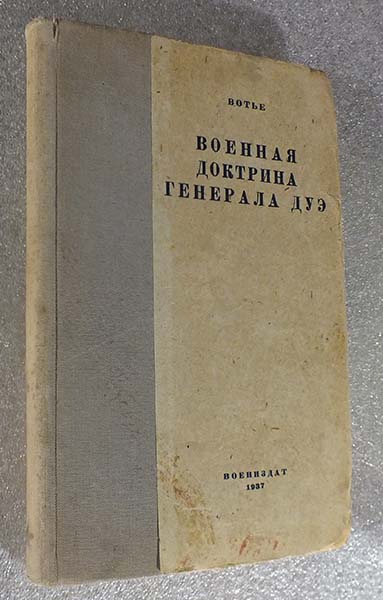 ВОТЬЕ
ВОЕННАЯ
ДОКТРИНА
ГЕНЕРАЛА ДУЭ
ВОЕНИЗДАТ
1937